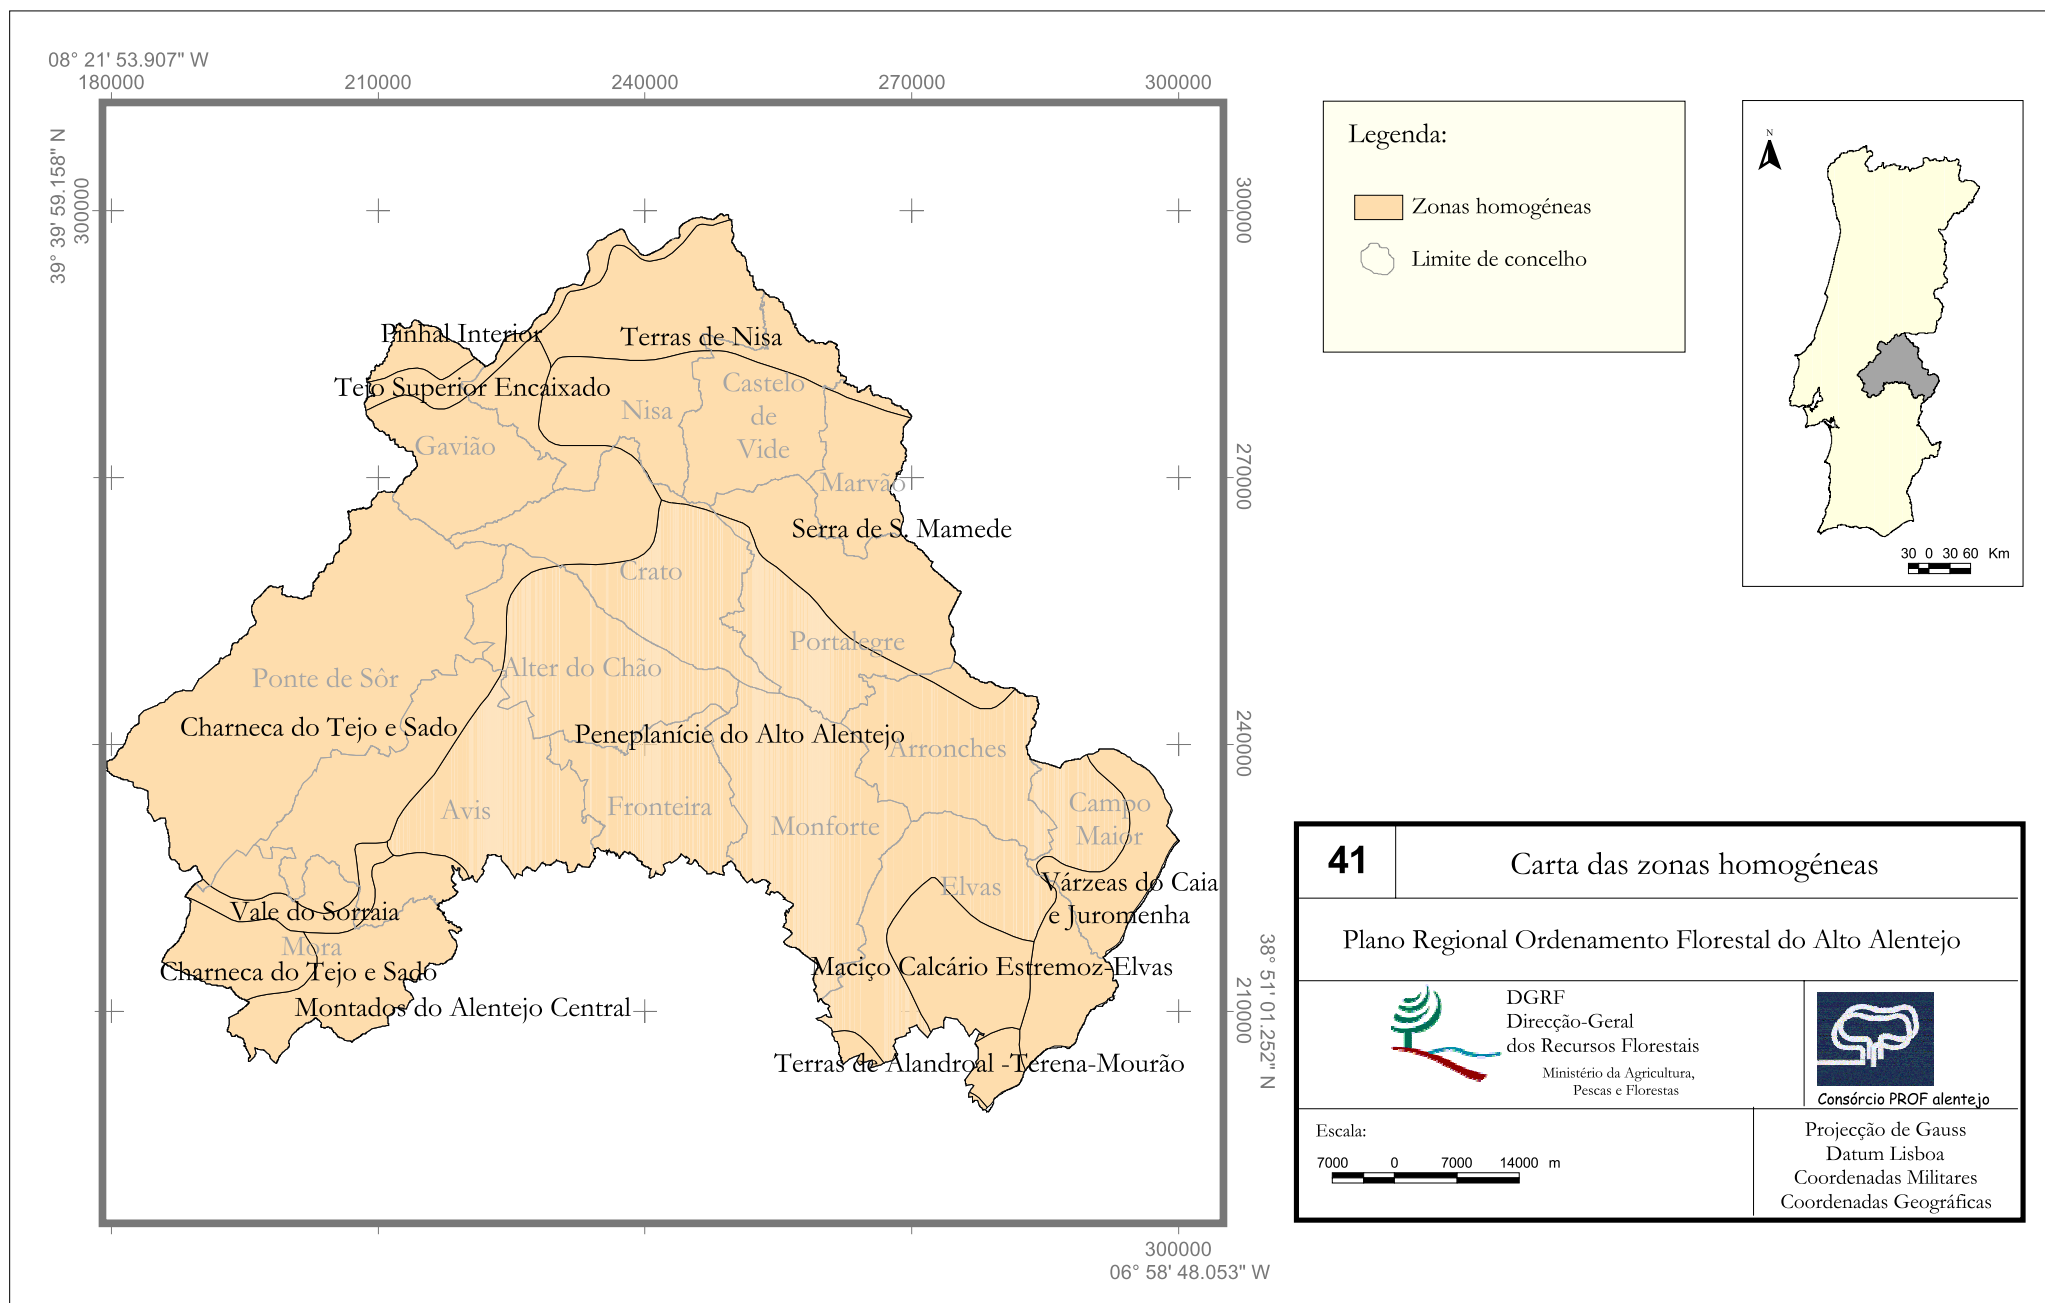 08° 21' 53.907" W
180000
210000
240000
270000
300000
39° 39' 59.158" N
300000
300000
270000
240000
210000
38° 51' 01.252" N
300000
06° 58' 48.053" W
Pinhal Interior
Terras de Nisa
Tejo Superior Encaixado
Castelo
de
Vide
Nisa
Gavião
Marvão
Serra de S. Mamede
Crato
Portalegre
Alter do Chão
Ponte de Sôr
Charneca do Tejo e Sado
Peneplanície do Alto Alentejo
Arronches
Avis
Fronteira
Monforte
Campo
Maior
Elvas
Várzeas do Caia
e Juromenha
Vale do Sorraia
Mora
Charneca do Tejo e Sado
Maciço Calcário Estremoz-Elvas
Montados do Alentejo Central
Terras de Alandroal -Terena-Mourão
Legenda:
Zonas homogéneas
Limite de concelho
N
30 0 30 60 Km
41
Carta das zonas homogéneas
Plano Regional Ordenamento Florestal do Alto Alentejo
DGRF
Direcção-Geral
dos Recursos Florestais
Ministério da Agricultura,
Pescas e Florestas
Consórcio PROF alentejo
Escala:
7000 0 7000 14000 m
Projecção de Gauss
Datum Lisboa
Coordenadas Militares
Coordenadas Geográficas